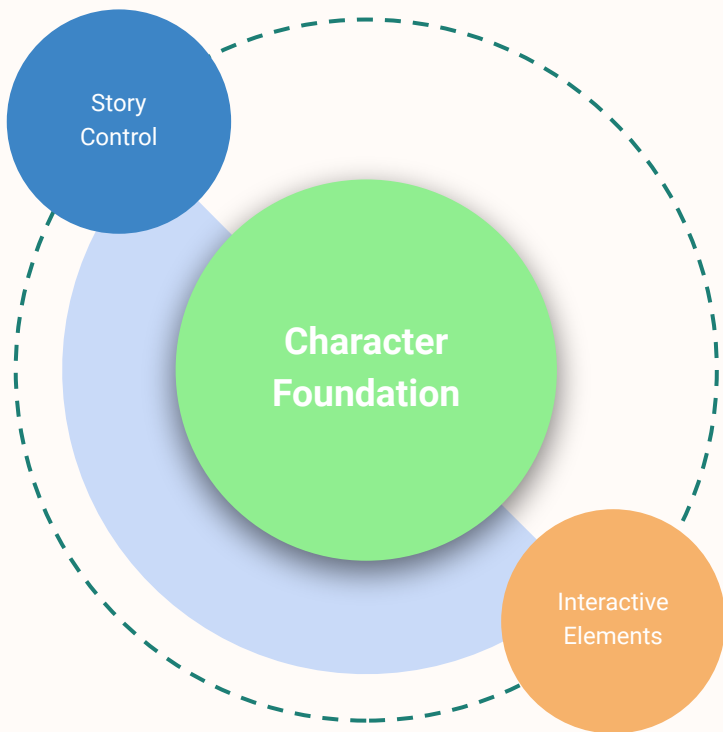 Story
Control
Character
Foundation
Interactive
Elements